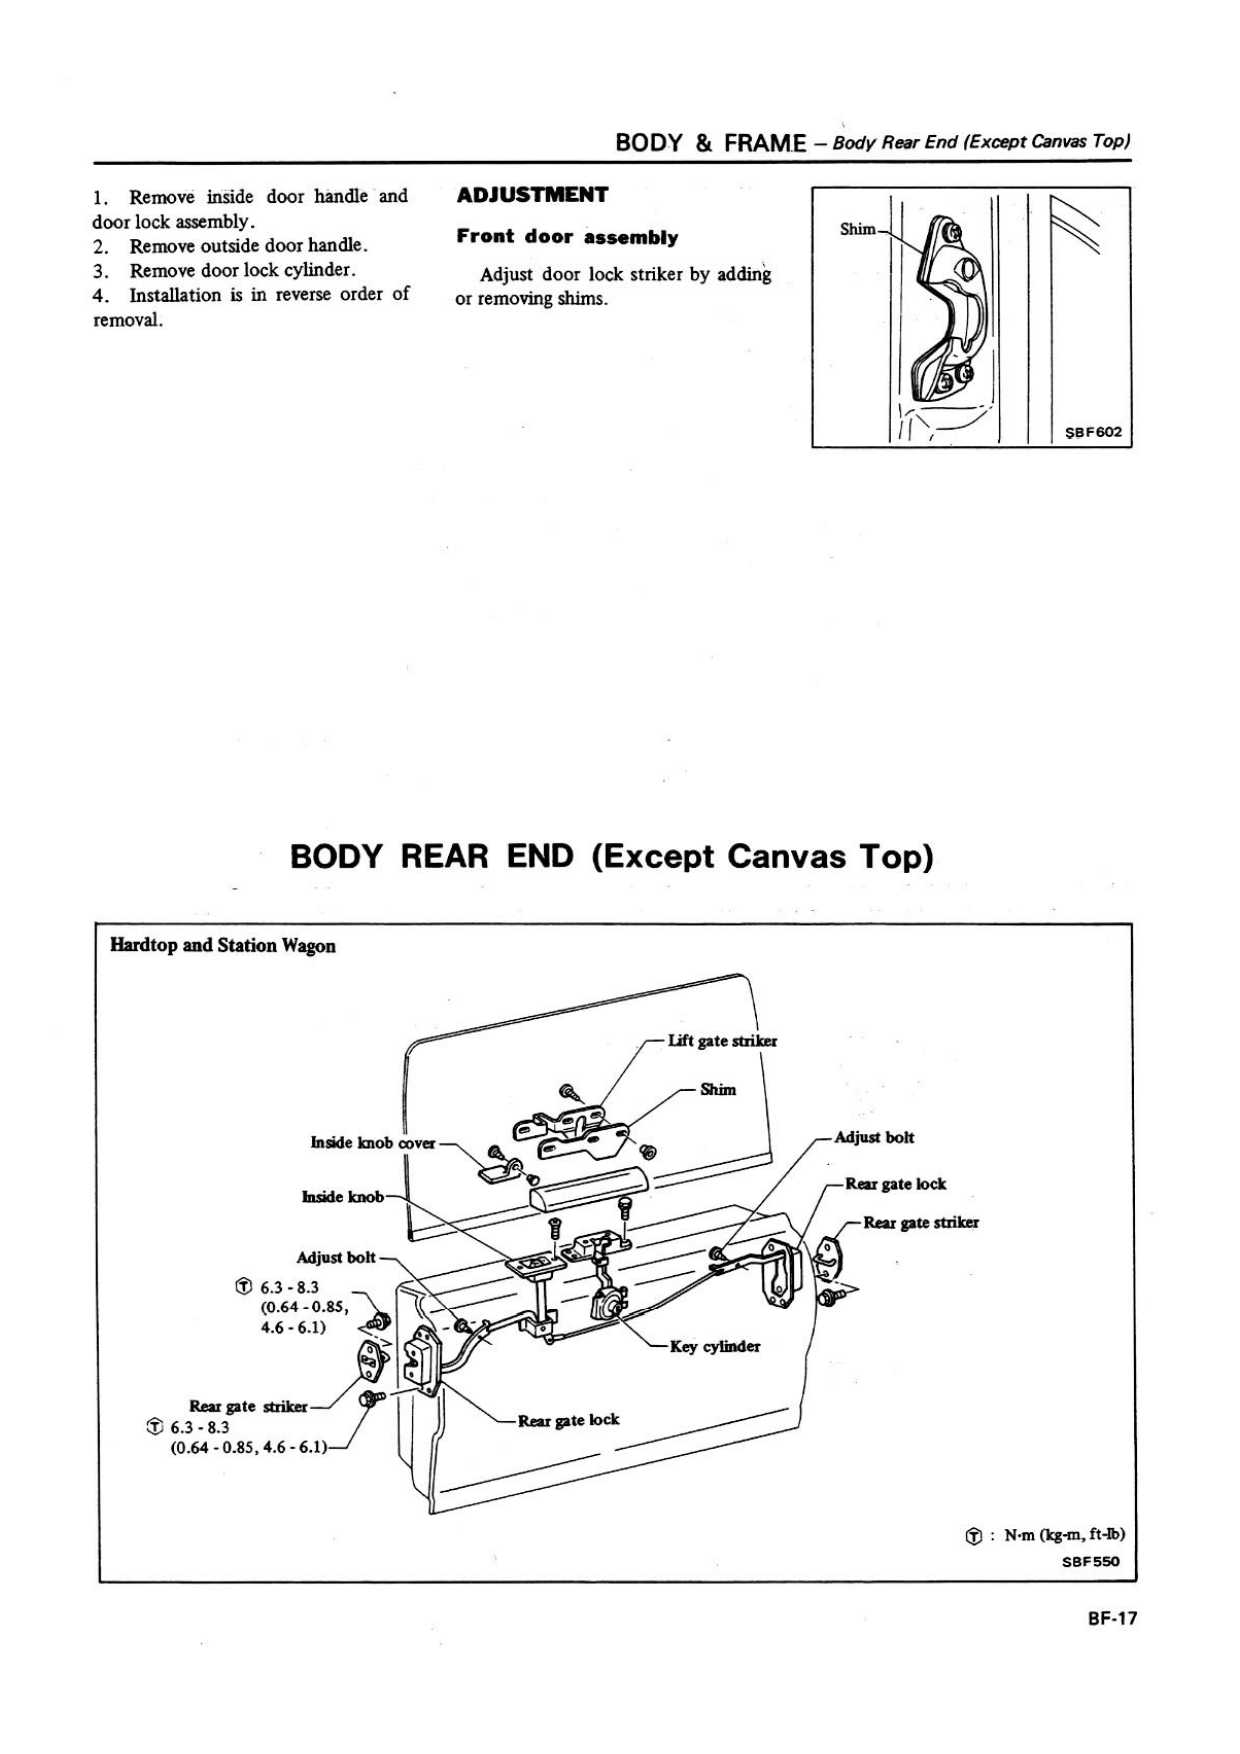 BODY & FRAME – Body Rear End (Except Canvas Top)
1. Remove inside door handle and
door lock assembly.
2. Remove outside door handle.
3. Remove door lock cylinder.
4. Installation is in reverse order of
removal.
ADJUSTMENT
Front door assembly
Adjust door lock striker by adding
or removing shims.
Shim
SBF602
BODY REAR END (Except Canvas Top)
Hardtop and Station Wagon
Lift gate striker
Shim
Inside knob cover
Adjust bolt
Rear gate lock
Inside knob
Rear gate striker
Adjust bolt
Ⓣ 6.3 - 8.3
(0.64 - 0.85,
4.6 - 6.1)
Key cylinder
Rear gate striker
Rear gate lock
Ⓣ 6.3 - 8.3
(0.64 - 0.85, 4.6 - 6.1)
Ⓣ : N·m (kg-m, ft-lb)
SBF550
BF-17